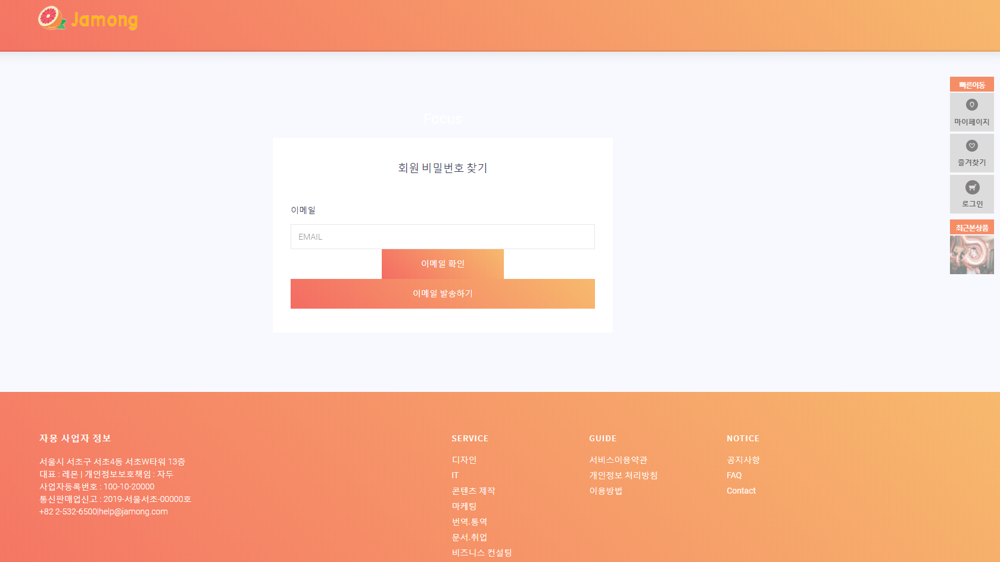 Jamong
빠른이동
마이페이지
즐겨찾기
로그인
최근본상품
Focus
회원 비밀번호 찾기
이메일
EMAIL
이메일 확인
이메일 발송하기
자몽 사업자 정보
서울시 서초구 서초4동 서초W타워 13층
대표 : 레몬 | 개인정보보호책임 : 자두
사업자등록번호 : 100-10-20000
통신판매업신고 : 2019-서울서초-00000호
+82 2-532-6500|help@jamong.com
SERVICE
디자인
IT
콘텐츠 제작
마케팅
번역.통역
문서.취업
비즈니스 컨설팅
GUIDE
서비스이용약관
개인정보 처리방침
이용방법
NOTICE
공지사항
FAQ
Contact